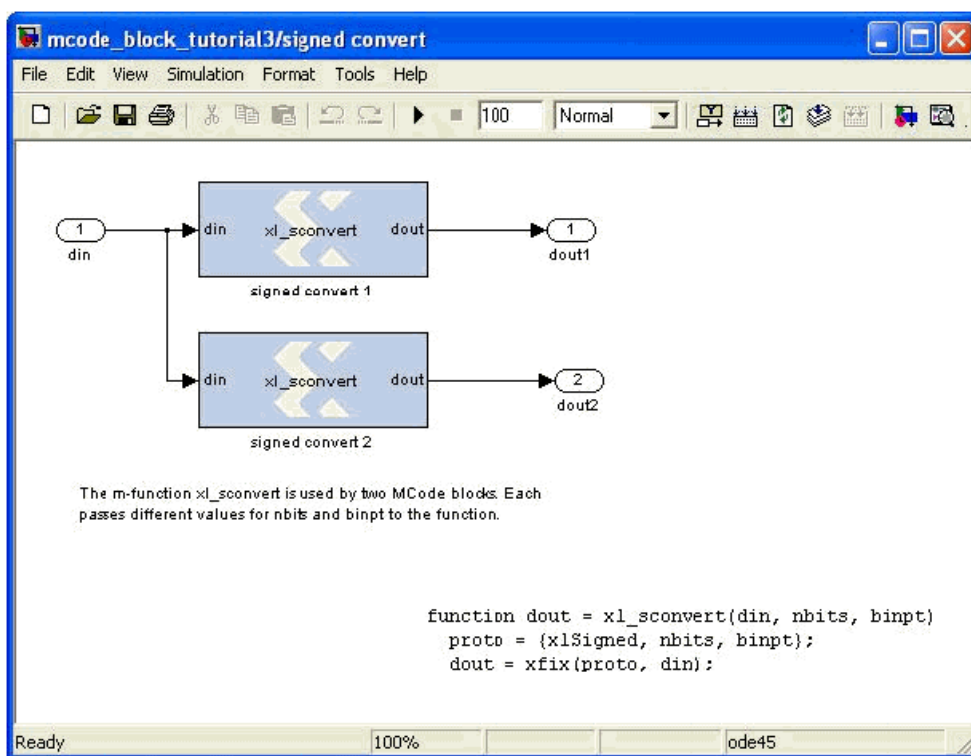 mcode_block_tutorial3/signed convert
File Edit View Simulation Format Tools Help
100 Normal
1
din
din xl_sconvert dout
signed convert 1
1
dout1
din xl_sconvert dout
signed convert 2
2
dout2
The m-function xl_sconvert is used by two MCode blocks. Each
passes different values for nbits and binpt to the function.
function dout = xl_sconvert(din, nbits, binpt)
proto = {xlSigned, nbits, binpt};
dout = xfix(proto, din);
Ready 100% ode45